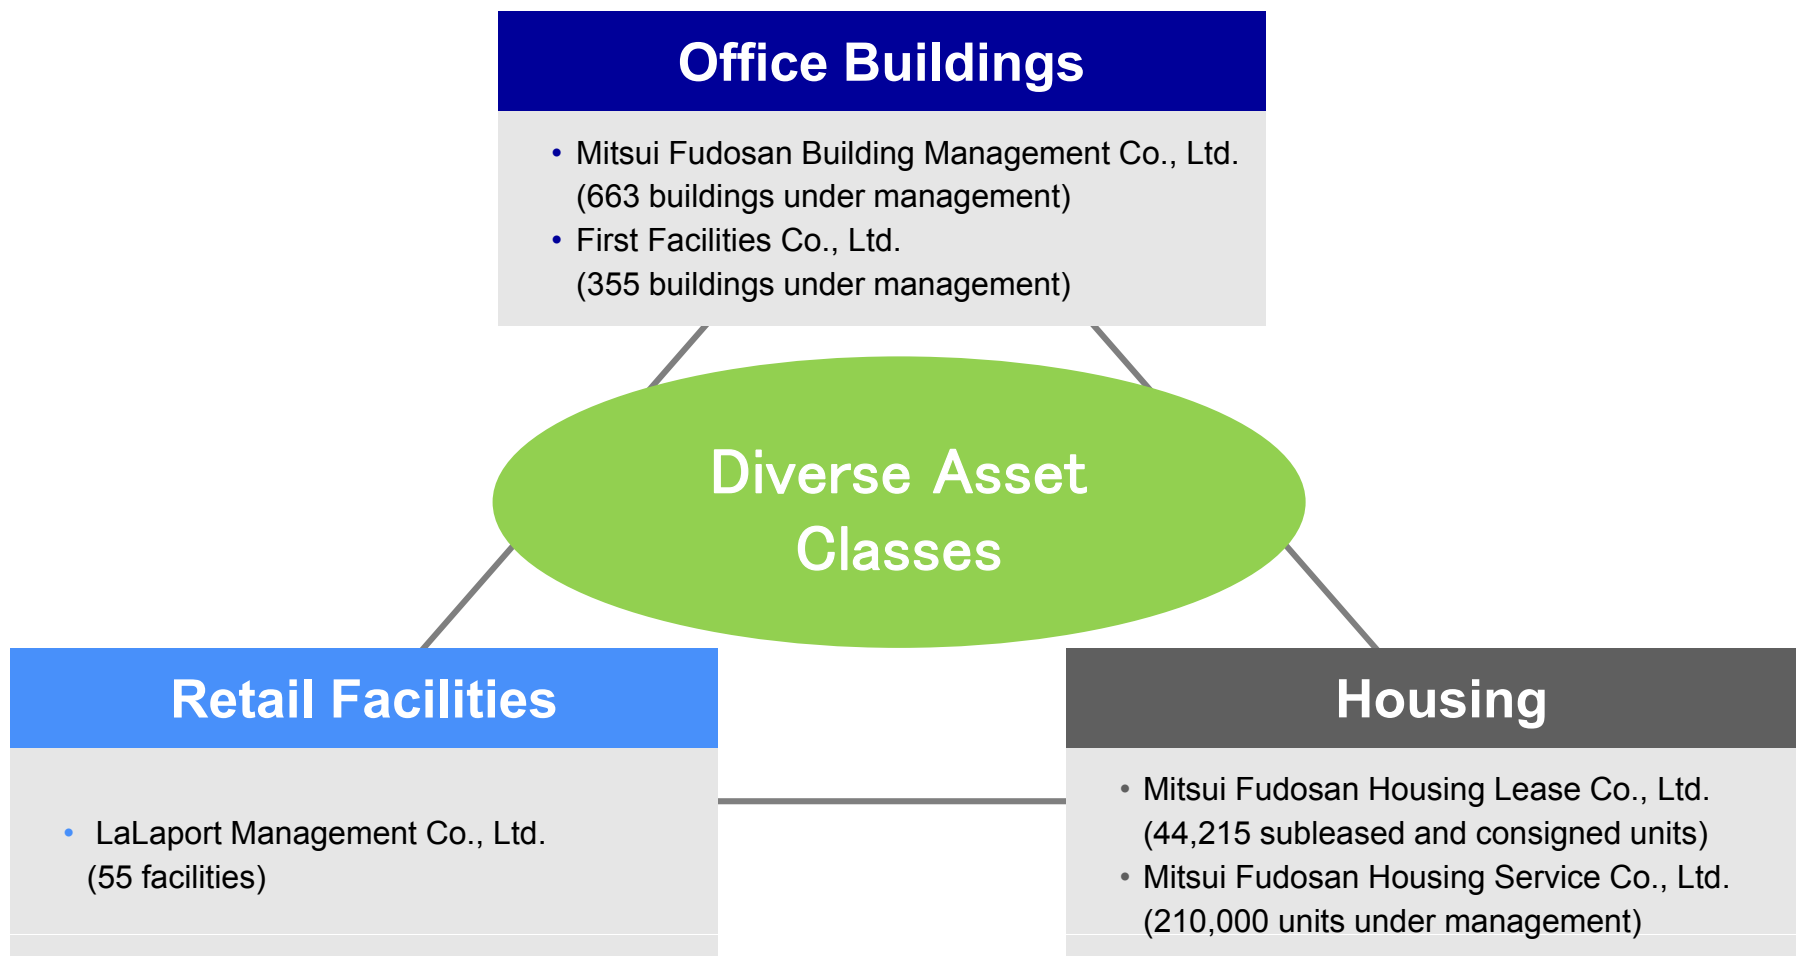 Office Buildings
• Mitsui Fudosan Building Management Co., Ltd.
(663 buildings under management)
• First Facilities Co., Ltd.
(355 buildings under management)
Diverse Asset
Classes
Retail Facilities
• LaLaport Management Co., Ltd.
(55 facilities)
Housing
• Mitsui Fudosan Housing Lease Co., Ltd.
(44,215 subleased and consigned units)
• Mitsui Fudosan Housing Service Co., Ltd.
(210,000 units under management)